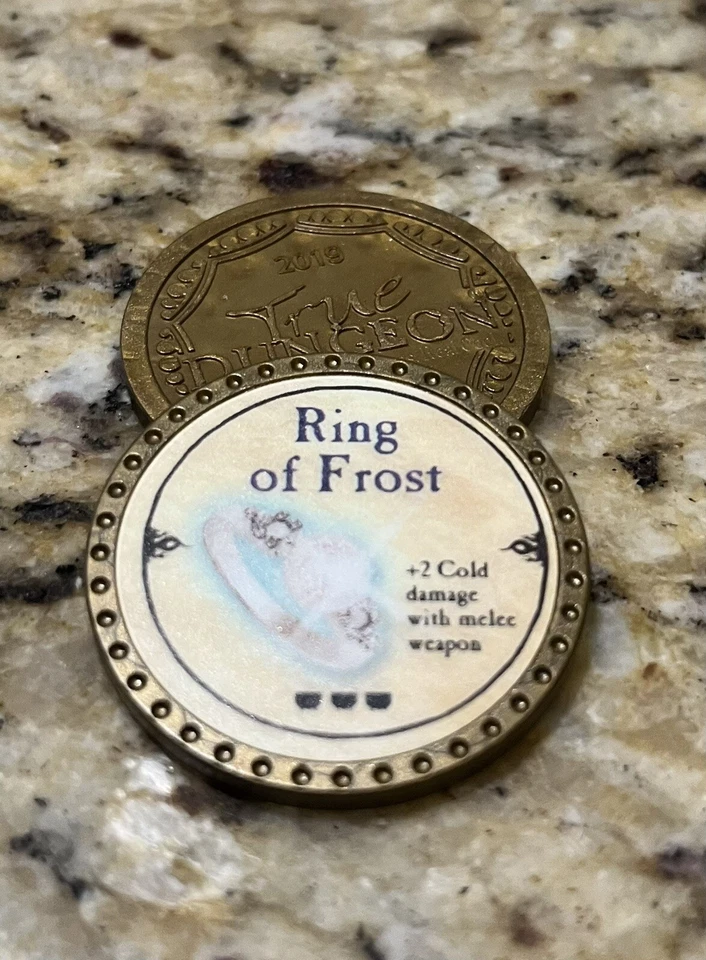 2019
True
DUNGEON
Ring
of Frost
+2 Cold
damage
with melee
weapon